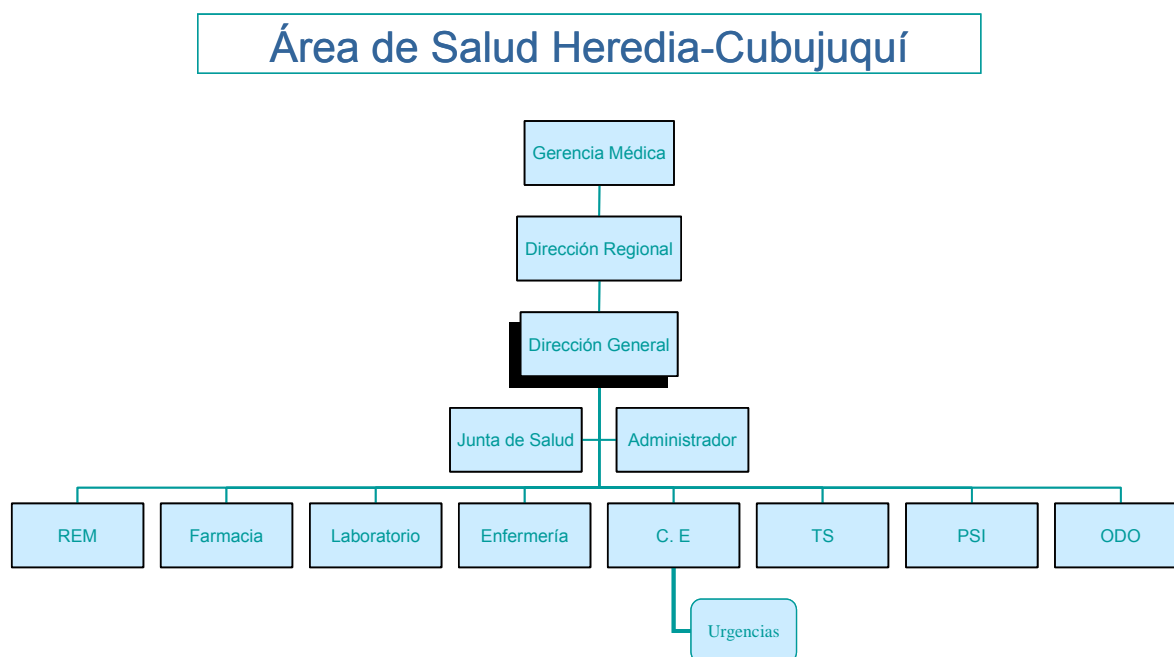 Área de Salud Heredia-Cubujuquí
Gerencia Médica
Dirección Regional
Dirección General
Junta de Salud
Administrador
REM
Farmacia
Laboratorio
Enfermería
C. E
TS
PSI
ODO
Urgencias